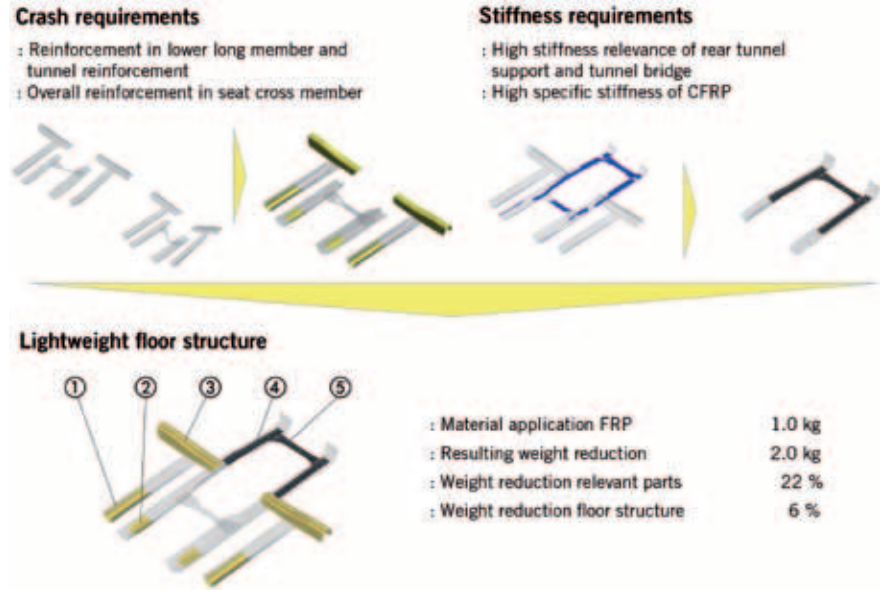 Crash requirements
: Reinforcement in lower long member and
tunnel reinforcement
: Overall reinforcement in seat cross member
Stiffness requirements
: High stiffness relevance of rear tunnel
support and tunnel bridge
: High specific stiffness of CFRP
Lightweight floor structure
① ② ③ ④ ⑤
: Material application FRP 1.0 kg
: Resulting weight reduction 2.0 kg
: Weight reduction relevant parts 22 %
: Weight reduction floor structure 6 %